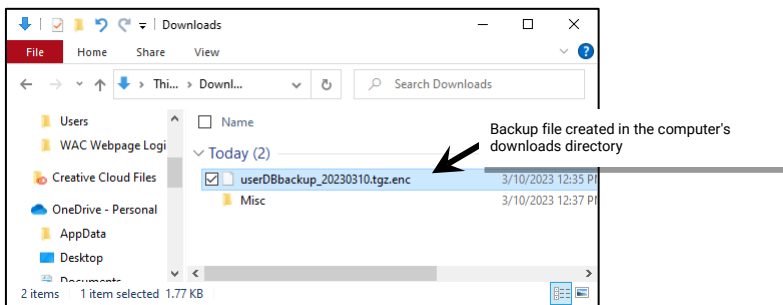 Downloads
File Home Share View
Thi... Downl... Search Downloads
Users
WAC Webpage Logi
Creative Cloud Files
OneDrive - Personal
AppData
Desktop
Name
Today (2)
userDBbackup_20230310.tgz.enc 3/10/2023 12:35
Misc 3/10/2023 12:37
Backup file created in the computer's
downloads directory
2 items 1 item selected 1.77 KB